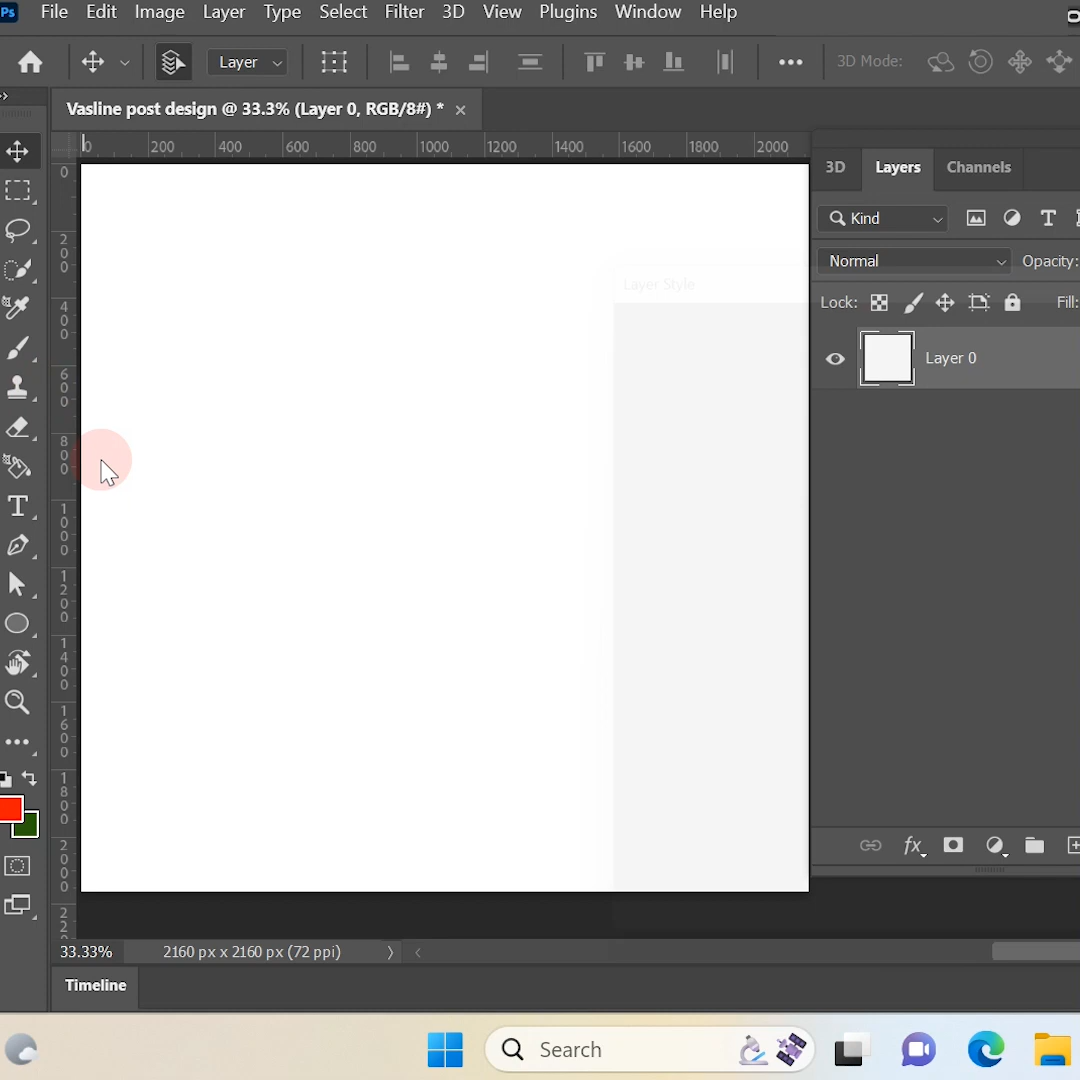 Ps File Edit Image Layer Type Select Filter 3D View Plugins Window Help
Layer 3D Mode:
Vasline post design @ 33.3% (Layer 0, RGB/8#) *
0 200 400 600 800 1000 1200 1400 1600 1800 2000
3D Layers Channels
Kind
Normal Opacity:
Lock: Fill:
Layer Style
Layer 0
0
200
400
600
800
1000
1200
1400
1600
1800
2000
fx
33.33% 2160 px x 2160 px (72 ppi)
Timeline
Search